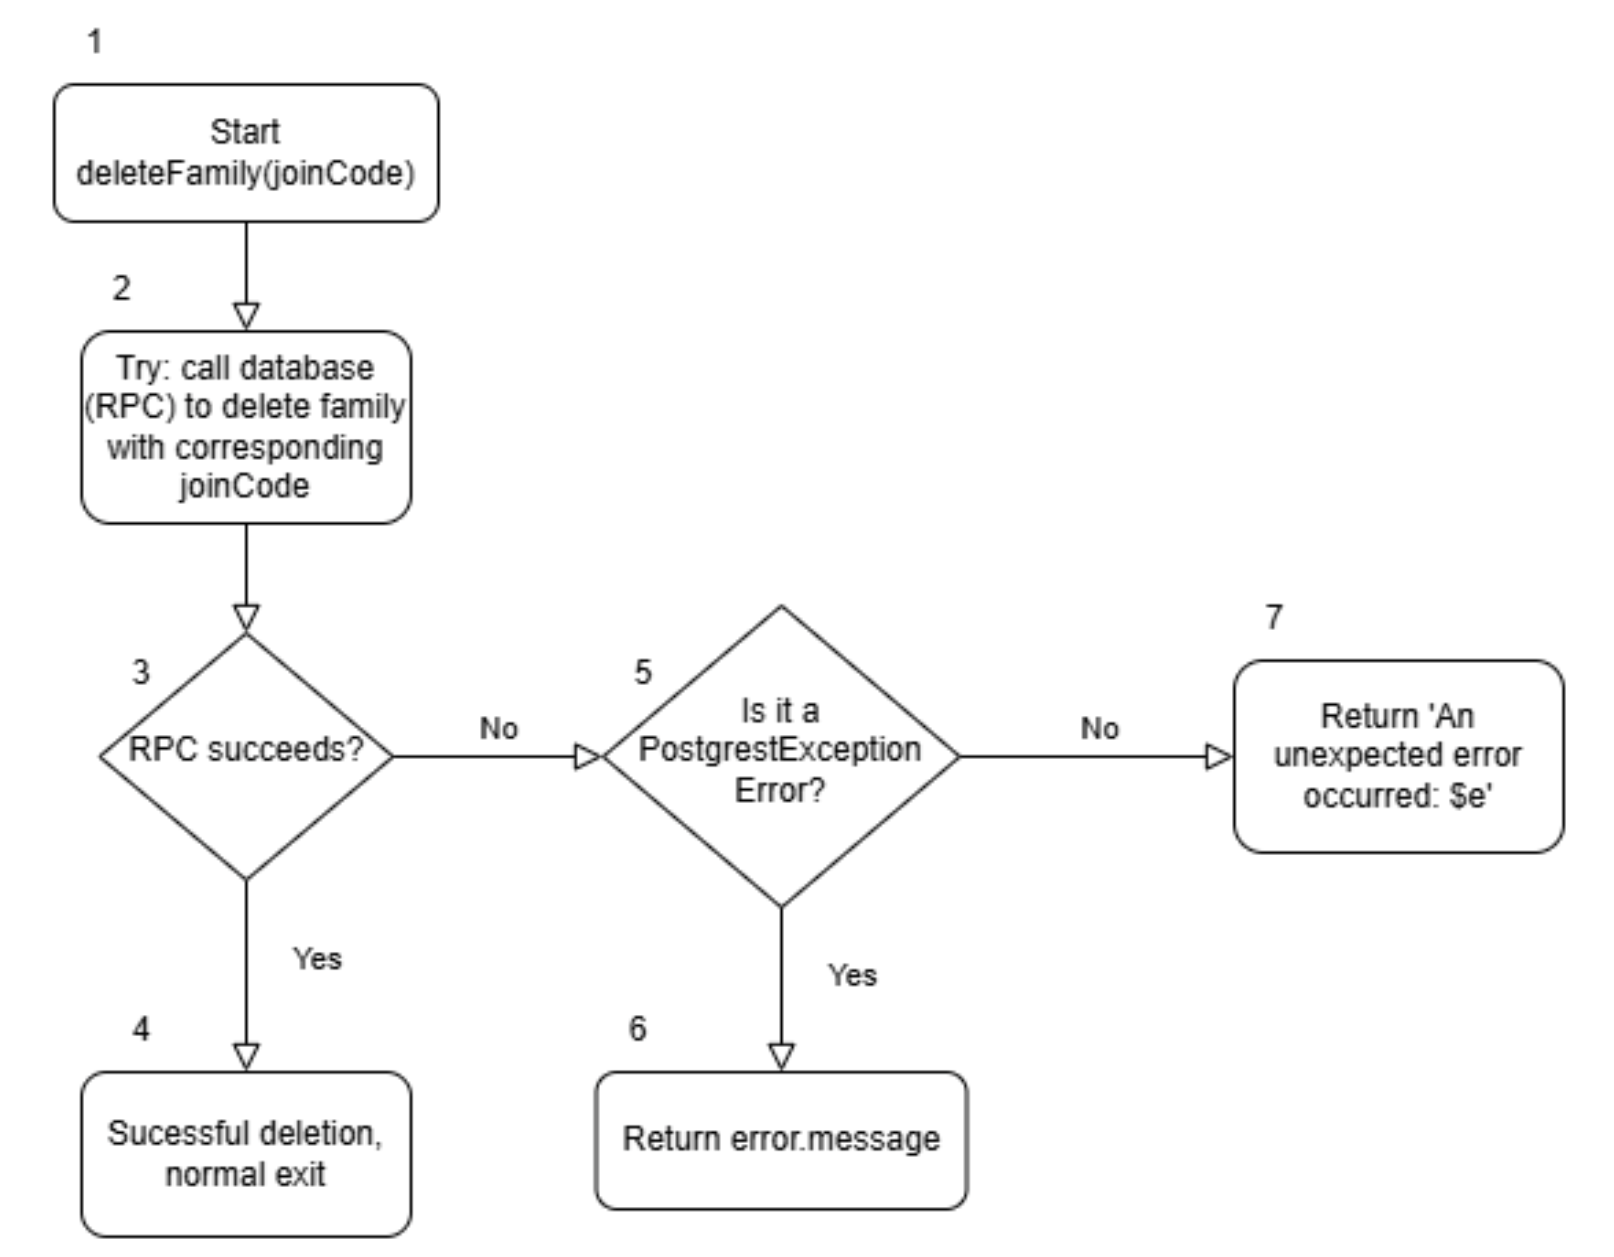 1
Start
deleteFamily(joinCode)
2
Try: call database
(RPC) to delete family
with corresponding
joinCode
3
RPC succeeds?
No
5
Is it a
PostgrestException
Error?
No
7
Return 'An
unexpected error
occurred: $e'
Yes
Yes
4
Sucessful deletion,
normal exit
6
Return error.message